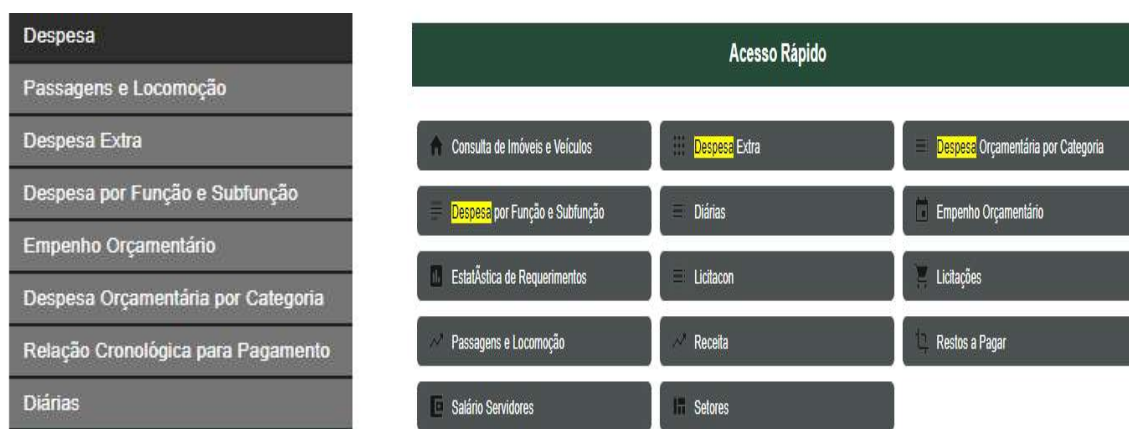 Despesa
Passagens e Locomoção
Despesa Extra
Despesa por Função e Subfunção
Empenho Orçamentário
Despesa Orçamentária por Categoria
Relação Cronológica para Pagamento
Diárias
Acesso Rápido
Consulta de Imóveis e Veículos
Despesa Extra
Despesa Orçamentária por Categoria
Despesa por Função e Subfunção
Diárias
Empenho Orçamentário
EstatÃstica de Requerimentos
Licitacon
Licitações
Passagens e Locomoção
Receita
Restos a Pagar
Salário Servidores
Setores